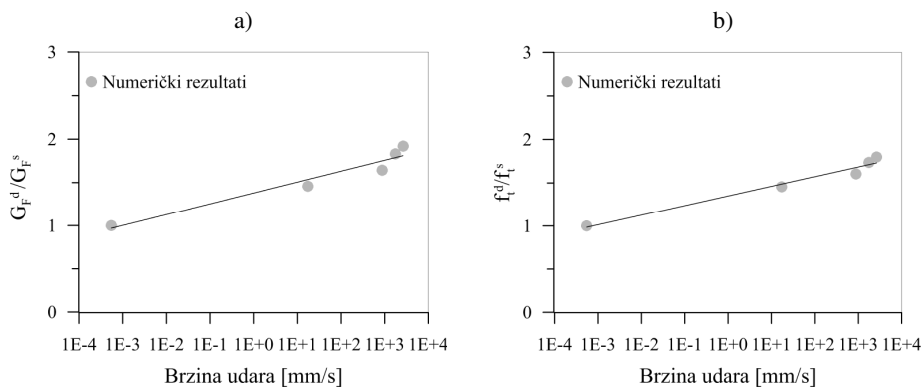 a)
3
2
1
0
G_F^d/G_F^s
Numerički rezultati
1E-4 1E-3 1E-2 1E-1 1E+0 1E+1 1E+2 1E+3 1E+4
Brzina udara [mm/s]
b)
3
2
1
0
f_t^d/f_t^s
Numerički rezultati
1E-4 1E-3 1E-2 1E-1 1E+0 1E+1 1E+2 1E+3 1E+4
Brzina udara [mm/s]